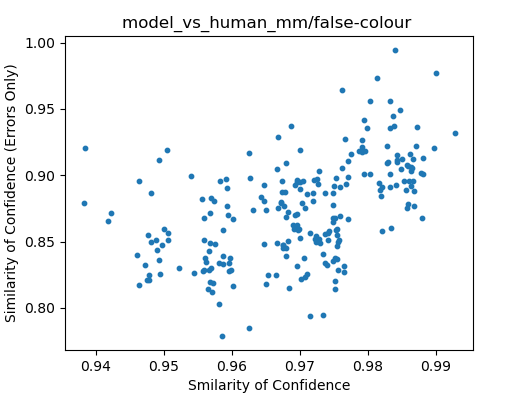 model_vs_human_mm/false-colour
Similarity of Confidence (Errors Only)
1.00
0.95
0.90
0.85
0.80
0.94 0.95 0.96 0.97 0.98 0.99
Smilarity of Confidence